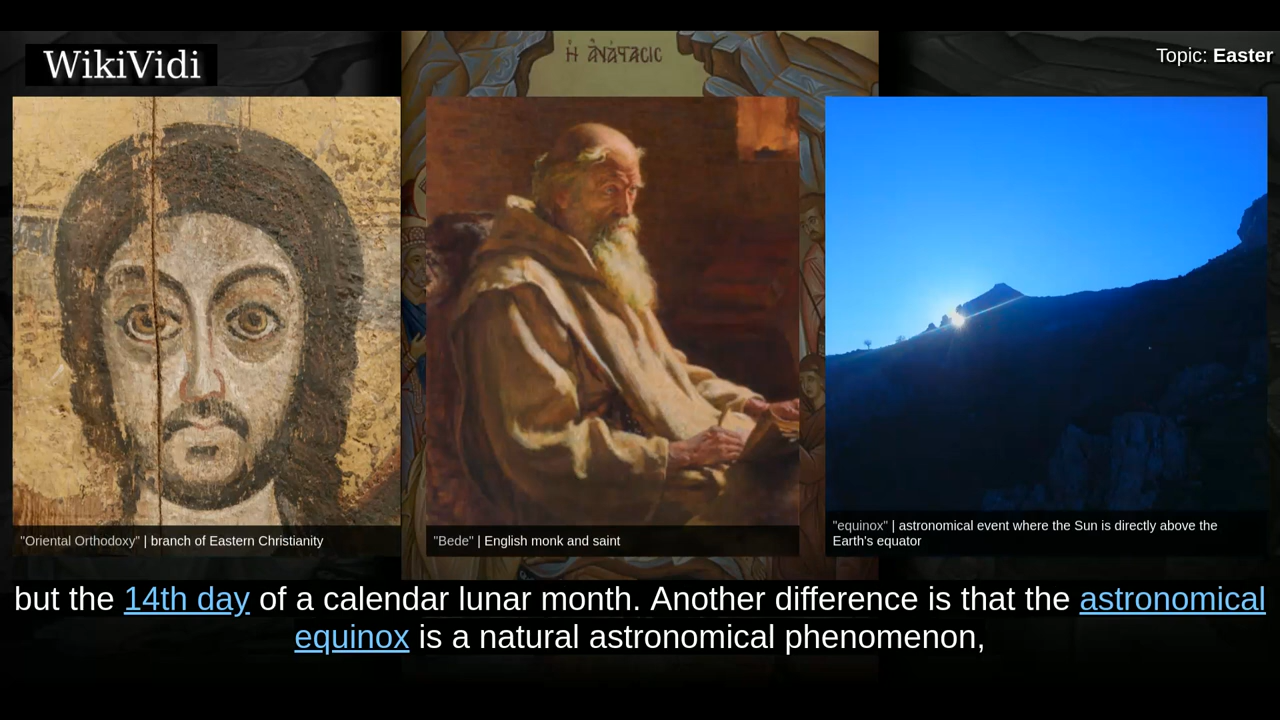 WikiVidi
Topic: Easter
Ἡ ἈΝΆΣΤΑΣΙΣ
"Oriental Orthodoxy" | branch of Eastern Christianity
"Bede" | English monk and saint
"equinox" | astronomical event where the Sun is directly above the
Earth's equator
but the 14th day of a calendar lunar month. Another difference is that the astronomical
equinox is a natural astronomical phenomenon,